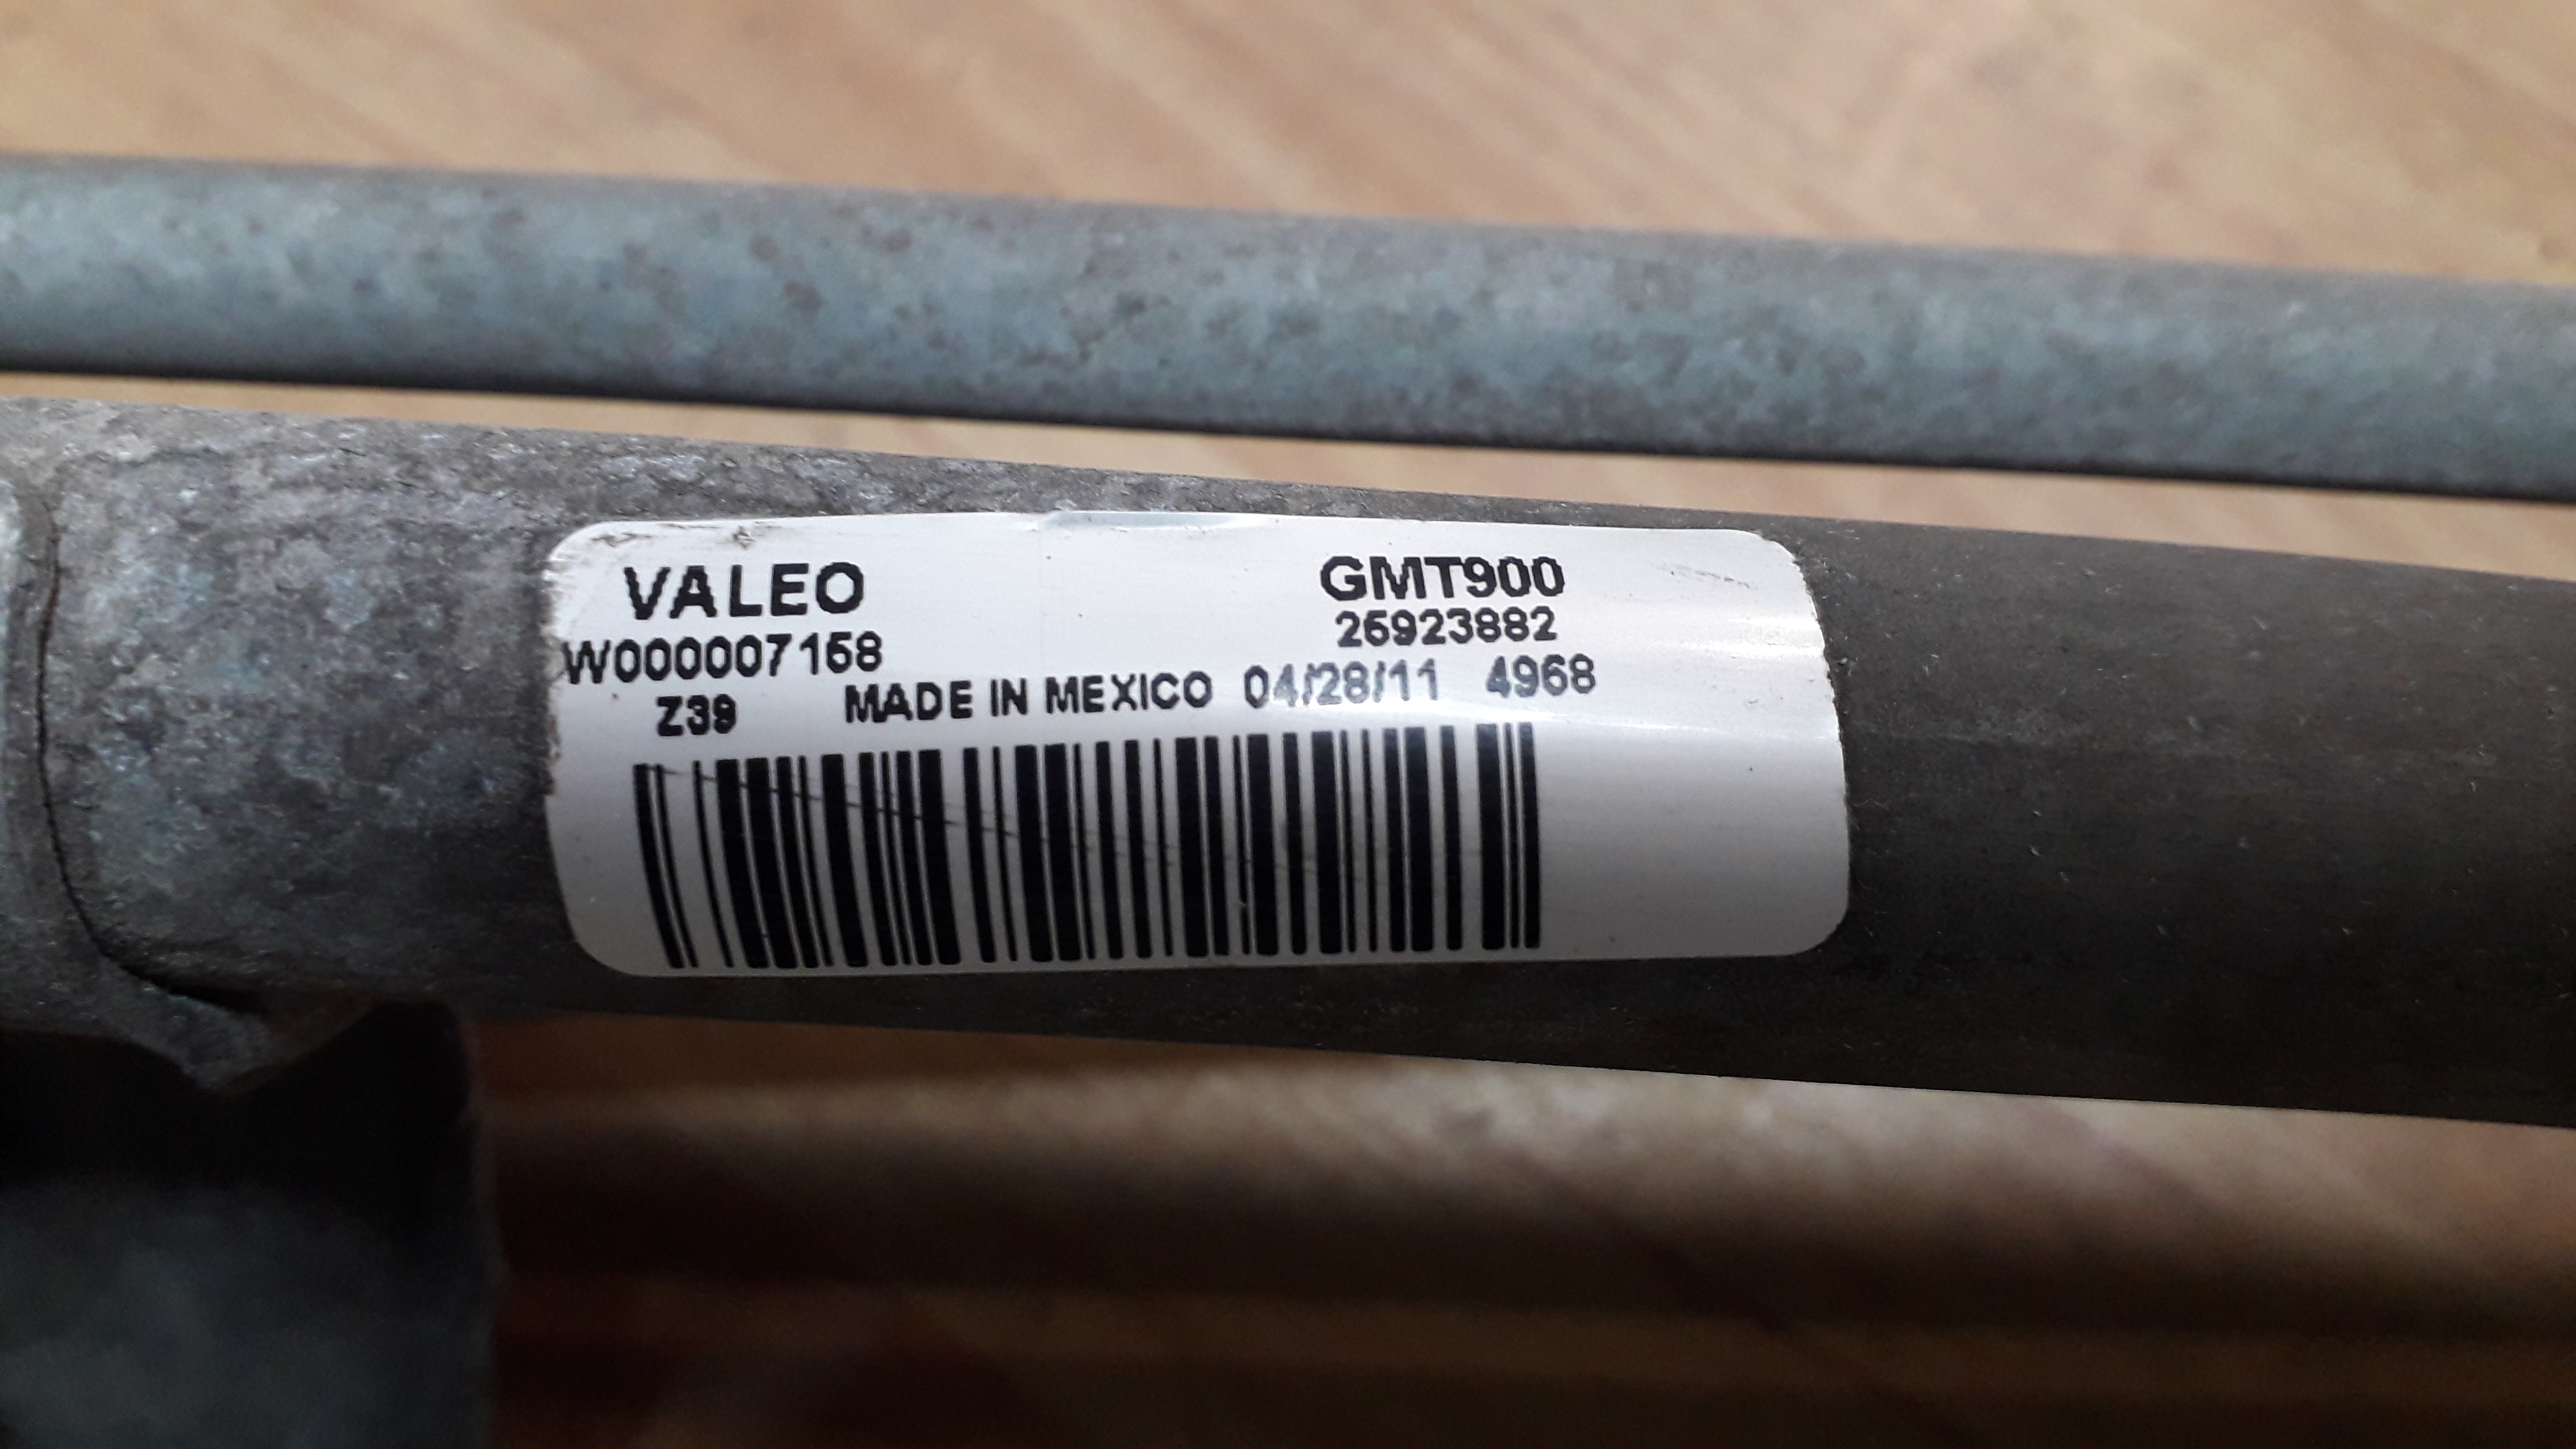 VALEO GMT900
W000007158 25923882
Z39 MADE IN MEXICO 04/28/11 4968